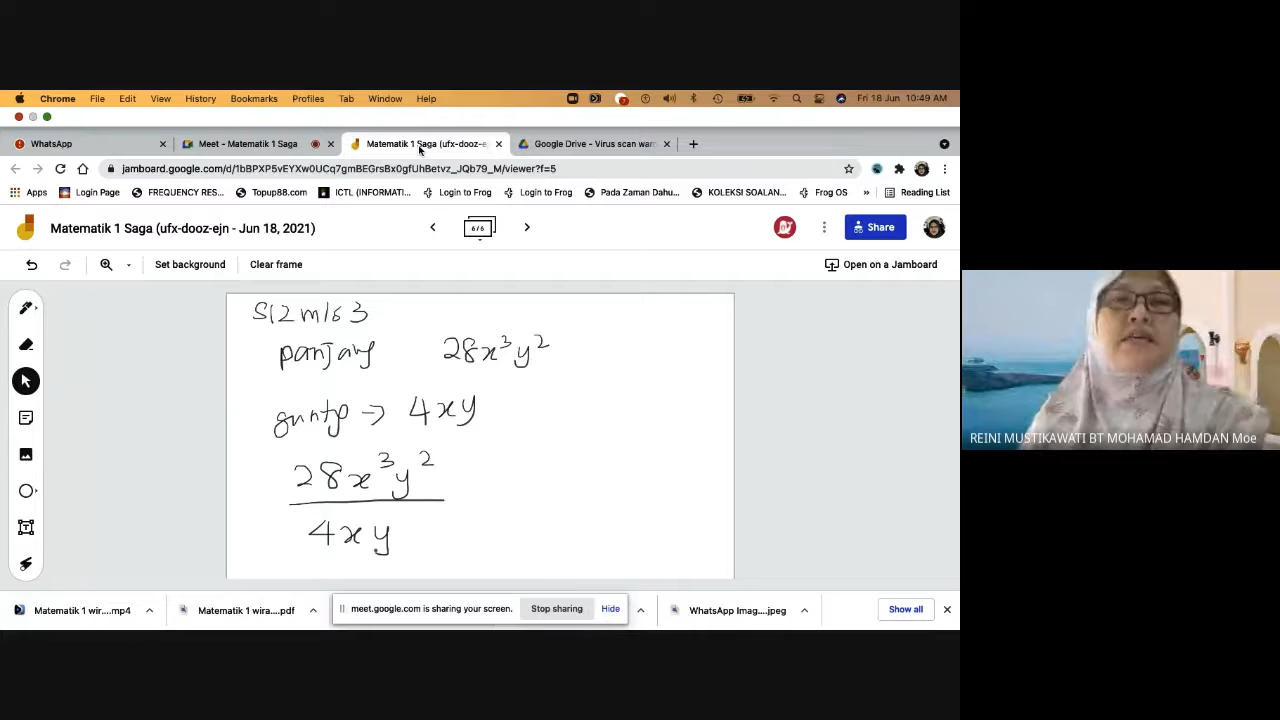 Chrome File Edit View History Bookmarks Profiles Tab Window Help Fri 18 Jun 10:49 AM
WhatsApp Meet - Matematik 1 Saga Matematik 1 Saga (ufx-dooz-e Google Drive - Virus scan warn
jamboard.google.com/d/1bBPXP5vEYXw0UCq7gmBEGrsBx0gfUhBetvz_JQb79_M/viewer?f=5
Apps Login Page FREQUENCY RES... Topup88.com ICTL (INFORMATI... Login to Frog Login to Frog Pada Zaman Dahu... KOLEKSI SOALAN... Frog OS » Reading List
Matematik 1 Saga (ufx-dooz-ejn - Jun 18, 2021) 6/6 Share
Set background Clear frame Open on a Jamboard
panjang 28x³y²
→ 4xy
28x³y²
4xy
REINI MUSTIKAWATI BT MOHAMAD HAMDAN Moe
Matematik 1 wir....mp4 Matematik 1 wira....pdf meet.google.com is sharing your screen. Stop sharing Hide WhatsApp Imag....jpeg Show all